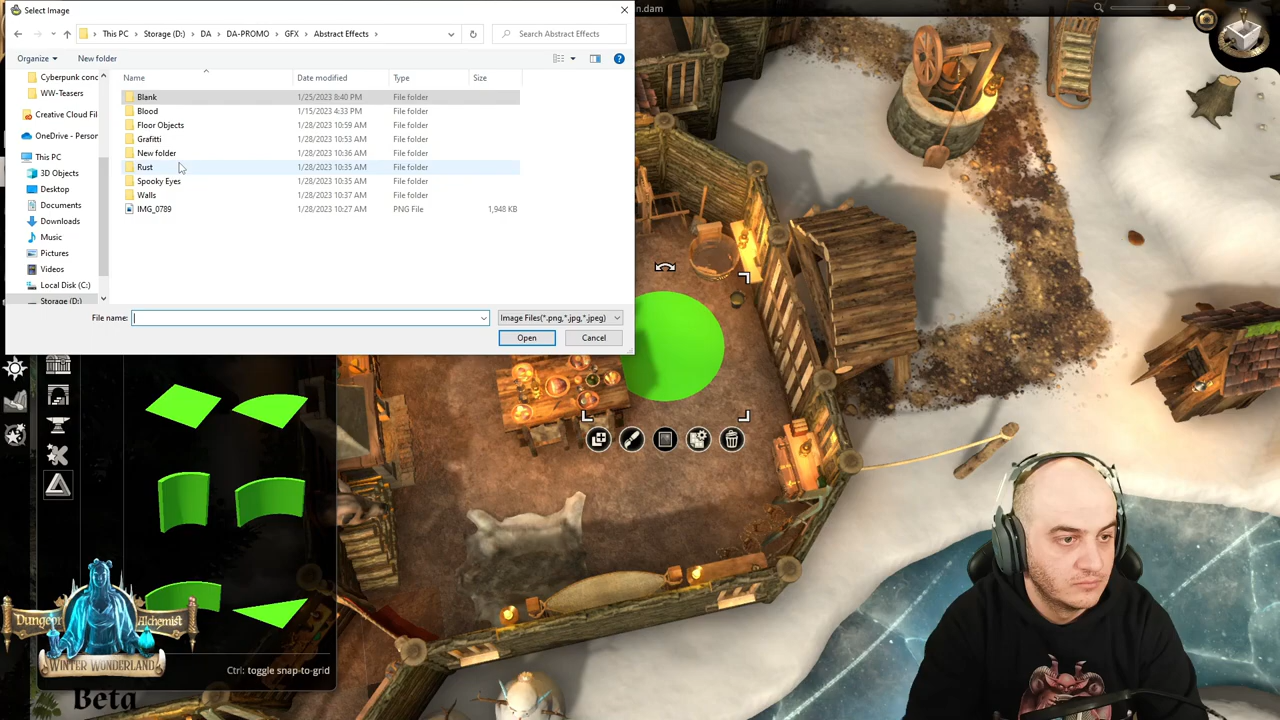 Select Image
This PC > Storage (D:) > DA > DA-PROMO > GFX > Abstract Effects
Search Abstract Effects
n.dam
Organize
New folder
Name
Date modified
Type
Size
Cyberpunk conc
WW-Teasers
Creative Cloud Fil
OneDrive - Person
This PC
3D Objects
Desktop
Documents
Downloads
Music
Pictures
Videos
Local Disk (C:)
Storage (D:)
Blank 1/25/2023 8:40 PM File folder
Blood 1/15/2023 4:33 PM File folder
Floor Objects 1/28/2023 10:59 AM File folder
Grafitti 1/28/2023 10:53 AM File folder
New folder 1/28/2023 10:36 AM File folder
Rust 1/28/2023 10:35 AM File folder
Spooky Eyes 1/28/2023 10:35 AM File folder
Walls 1/28/2023 10:37 AM File folder
IMG_0789 1/28/2023 10:27 AM PNG File 1,948 KB
File name:
Image Files(*.png,*.jpg,*.jpeg)
Open
Cancel
Dungeon Alchemist
WINTER WONDERLAND
Ctrl: toggle snap-to-grid
Beta